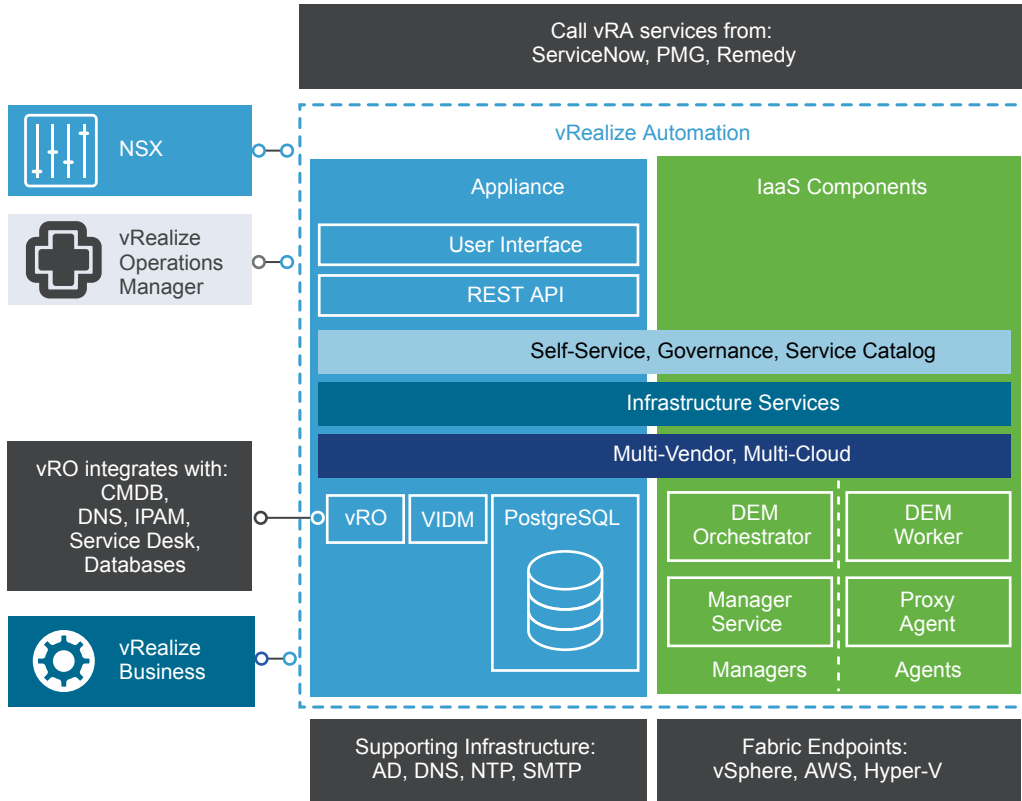 Call vRA services from:
ServiceNow, PMG, Remedy
NSX
vRealize
Operations
Manager
vRO integrates with:
CMDB,
DNS, IPAM,
Service Desk,
Databases
vRealize
Business
vRealize Automation
Appliance
User Interface
REST API
IaaS Components
Self-Service, Governance, Service Catalog
Infrastructure Services
Multi-Vendor, Multi-Cloud
vRO
VIDM
PostgreSQL
DEM
Orchestrator
DEM
Worker
Manager
Service
Proxy
Agent
Managers
Agents
Supporting Infrastructure:
AD, DNS, NTP, SMTP
Fabric Endpoints:
vSphere, AWS, Hyper-V